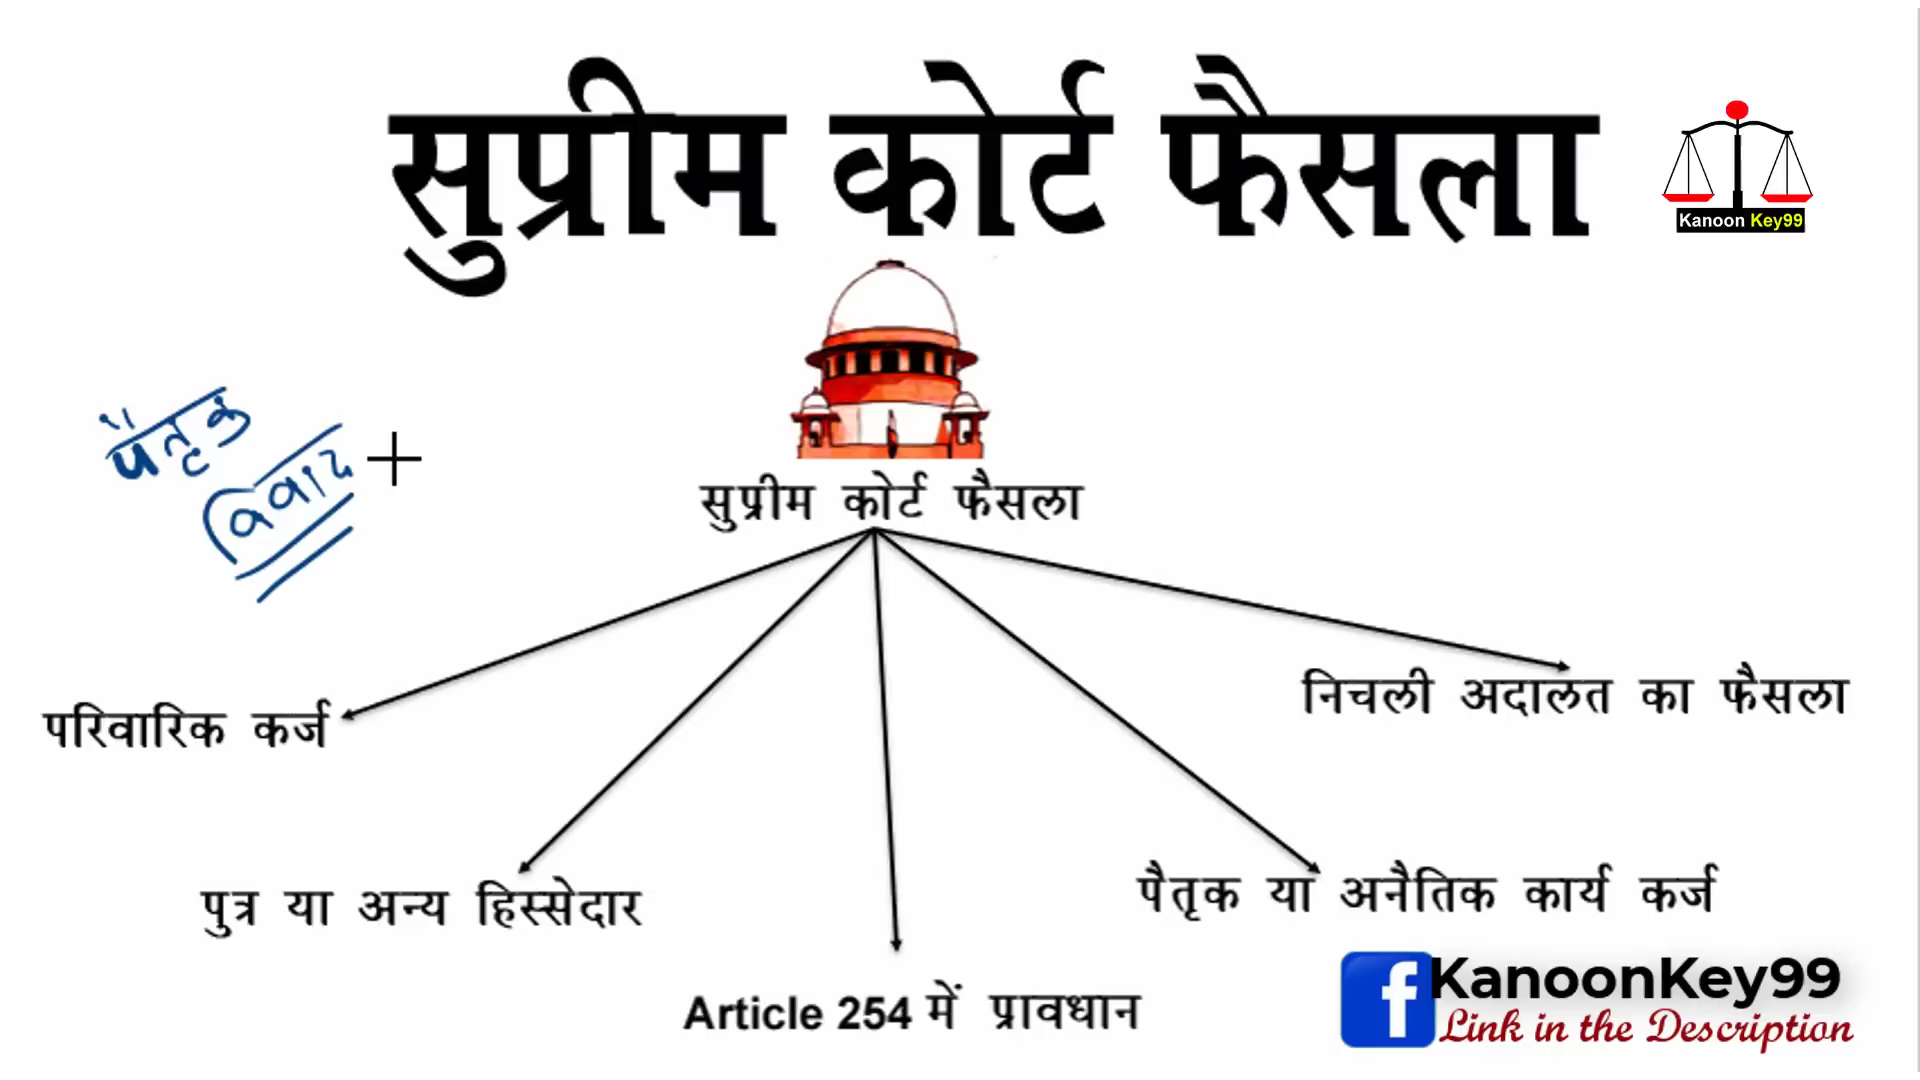 सुप्रीम कोर्ट फैसला
Kanoon Key99
पैतृक
विवाद
सुप्रीम कोर्ट फैसला
निचली अदालत का फैसला
परिवारिक कर्ज
पुत्र या अन्य हिस्सेदार
पैतृक या अनैतिक कार्य कर्ज
Article 254 में प्रावधान
KanoonKey99
Link in the Description